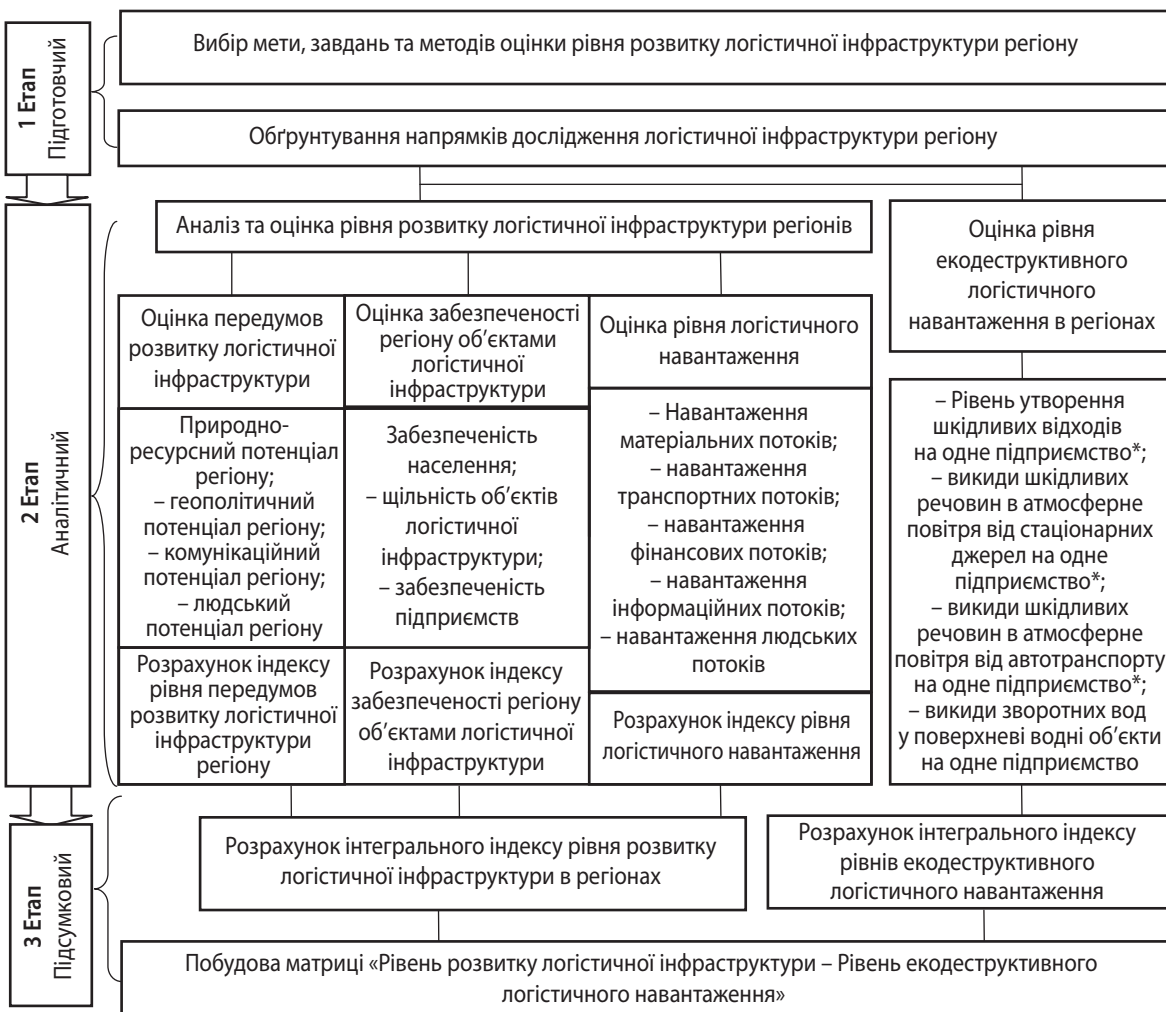 1 Етап
Підготовчий
Вибір мети, завдань та методів оцінки рівня розвитку логістичної інфраструктури регіону
Обґрунтування напрямків дослідження логістичної інфраструктури регіону
2 Етап
Аналітичний
Аналіз та оцінка рівня розвитку логістичної інфраструктури регіонів
Оцінка передумов
розвитку логістичної
інфраструктури
Природно-
ресурсний потенціал
регіону;
– геополітичний
потенціал регіону;
– комунікаційний
потенціал регіону;
– людський
потенціал регіону
Розрахунок індексу
рівня передумов
розвитку логістичної
інфраструктури
регіону
Оцінка забезпеченості
регіону об’єктами
логістичної
інфраструктури
Забезпеченість
населення;
– щільність об’єктів
логістичної
інфраструктури;
– забезпеченість
підприємств
Розрахунок індексу
забезпеченості регіону
об’єктами логістичної
інфраструктури
Оцінка рівня логістичного
навантаження
– Навантаження
матеріальних потоків;
– навантаження
транспортних потоків;
– навантаження
фінансових потоків;
– навантаження
інформаційних потоків;
– навантаження людських
потоків
Розрахунок індексу рівня
логістичного навантаження
Оцінка рівня
екодеструктивного
логістичного
навантаження в регіонах
– Рівень утворення
шкідливих відходів
на одне підприємство*;
– викиди шкідливих
речовин в атмосферне
повітря від стаціонарних
джерел на одне
підприємство*;
– викиди шкідливих
речовин в атмосферне
повітря від автотранспорту
на одне підприємство*;
– викиди зворотних вод
у поверхневі водні об’єкти
на одне підприємство
3 Етап
Підсумковий
Розрахунок інтегрального індексу рівня розвитку
логістичної інфраструктури в регіонах
Розрахунок інтегрального індексу
рівнів екодеструктивного
логістичного навантаження
Побудова матриці «Рівень розвитку логістичної інфраструктури – Рівень екодеструктивного
логістичного навантаження»